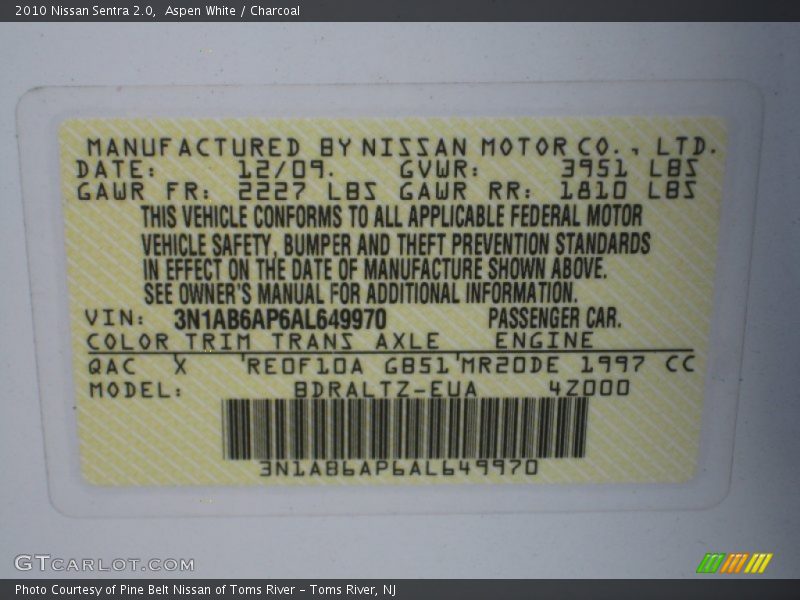 2010 Nissan Sentra 2.0,  Aspen White / Charcoal
MANUFACTURED BY NISSAN MOTOR CO., LTD.
DATE: 12/09. GVWR: 3951 LBS
GAWR FR: 2227 LBS GAWR RR: 1810 LBS
THIS VEHICLE CONFORMS TO ALL APPLICABLE FEDERAL MOTOR
VEHICLE SAFETY, BUMPER AND THEFT PREVENTION STANDARDS
IN EFFECT ON THE DATE OF MANUFACTURE SHOWN ABOVE.
SEE OWNER'S MANUAL FOR ADDITIONAL INFORMATION.
VIN: 3N1AB6AP6AL649970 PASSENGER CAR.
COLOR TRIM TRANS AXLE ENGINE
QAC X RE0F10A GB51 MR20DE 1997 CC
MODEL: BDRALTZ-EUA 4Z000
3N1AB6AP6AL649970
GTCARLOT.COM
Photo Courtesy of Pine Belt Nissan of Toms River – Toms River, NJ